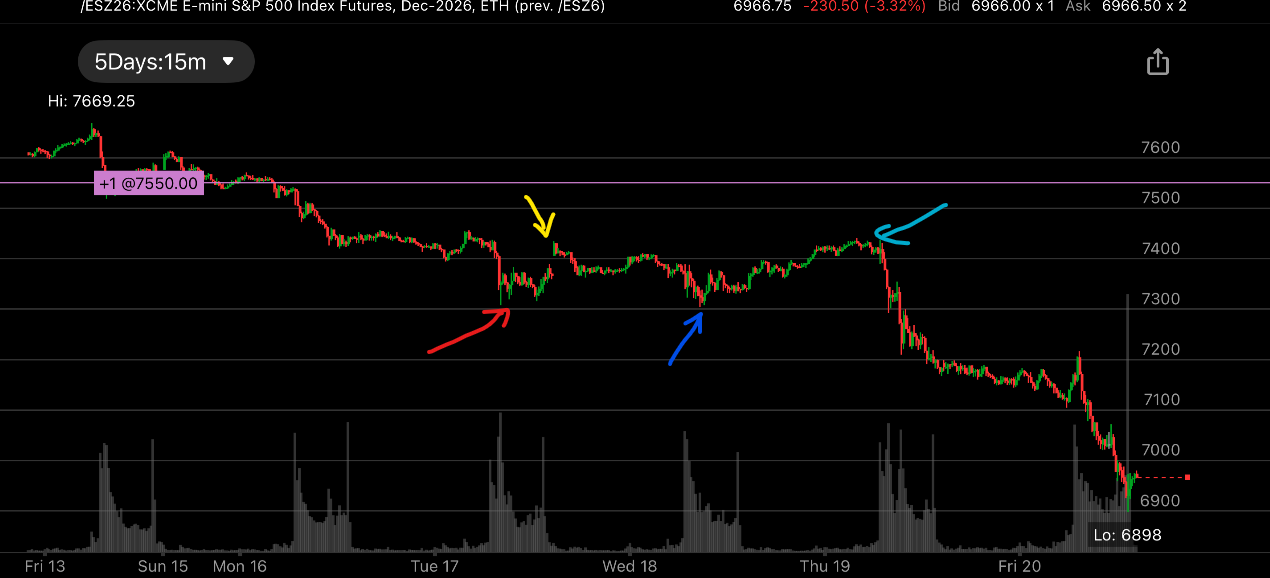 /ESZ26:XCME E-mini S&P 500 Index Futures, Dec-2026, ETH (prev. /ESZ6) 6966.75 -230.50 (-3.32%) Bid 6966.00 x 1 Ask 6966.50 x 2
5Days:15m
Hi: 7669.25
7600
+1 @7550.00
7500
7400
7300
7200
7100
7000
6900
Lo: 6898
Fri 13 Sun 15 Mon 16 Tue 17 Wed 18 Thu 19 Fri 20